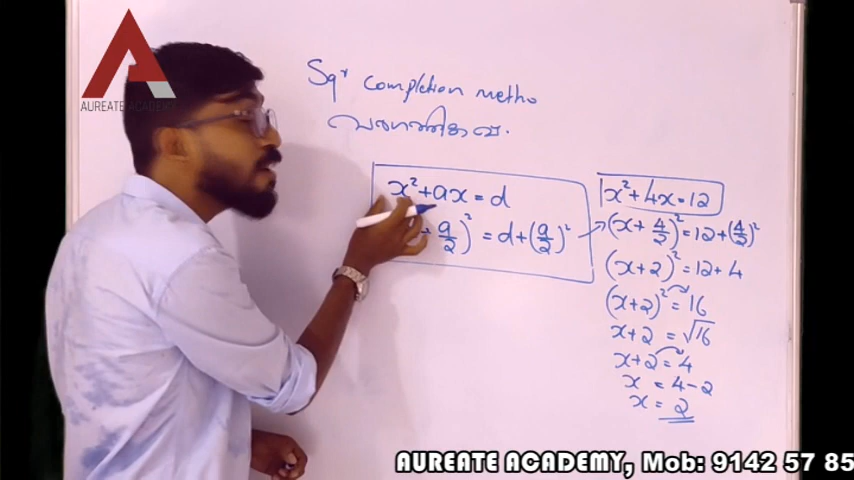 Sqr completion metho
x² + ax = d
+ a/2)² = d + (a/2)²
x² + 4x = 12
(x + 4/2)² = 12 + (4/2)²
(x + 2)² = 12 + 4
(x + 2)² = 16
x + 2 = √16
x + 2 = 4
x = 4 - 2
x = 2
AUREATE ACADEMY
AUREATE ACADEMY, Mob: 9142 57 85